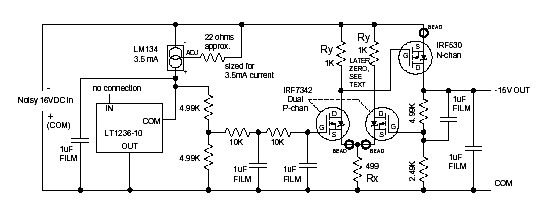 LM134
3.5 mA
ADJ
22 ohms
approx.
sized for
3.5mA current
-
Noisy 16VDC In
+
(COM)
no connection
IN
COM
LT1236-10
OUT
1uF
FILM
4.99K
4.99K
10K
10K
1uF
FILM
1uF
FILM
IRF7342
Dual
P-chan
Ry
1K
Ry
1K
LATER
ZERO,
SEE
TEXT
D
G
S
D
G
S
BEAD
BEAD
499
Rx
BEAD
S
G
D
IRF530
N-chan
4.99K
2.49K
1uF
FILM
1uF
FILM
-15V OUT
COM